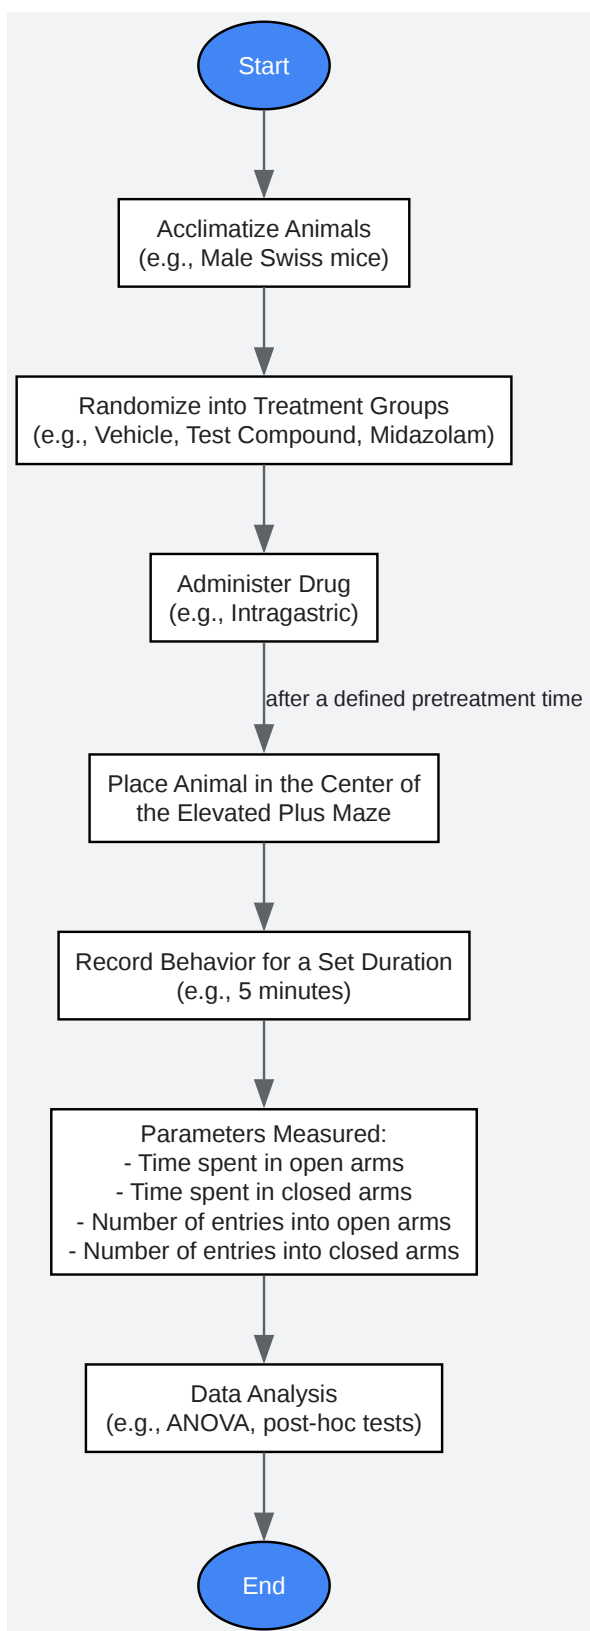 Start
Acclimatize Animals
(e.g., Male Swiss mice)
Randomize into Treatment Groups
(e.g., Vehicle, Test Compound, Midazolam)
Administer Drug
(e.g., Intragastric)
after a defined pretreatment time
Place Animal in the Center of
the Elevated Plus Maze
Record Behavior for a Set Duration
(e.g., 5 minutes)
Parameters Measured:
- Time spent in open arms
- Time spent in closed arms
- Number of entries into open arms
- Number of entries into closed arms
Data Analysis
(e.g., ANOVA, post-hoc tests)
End